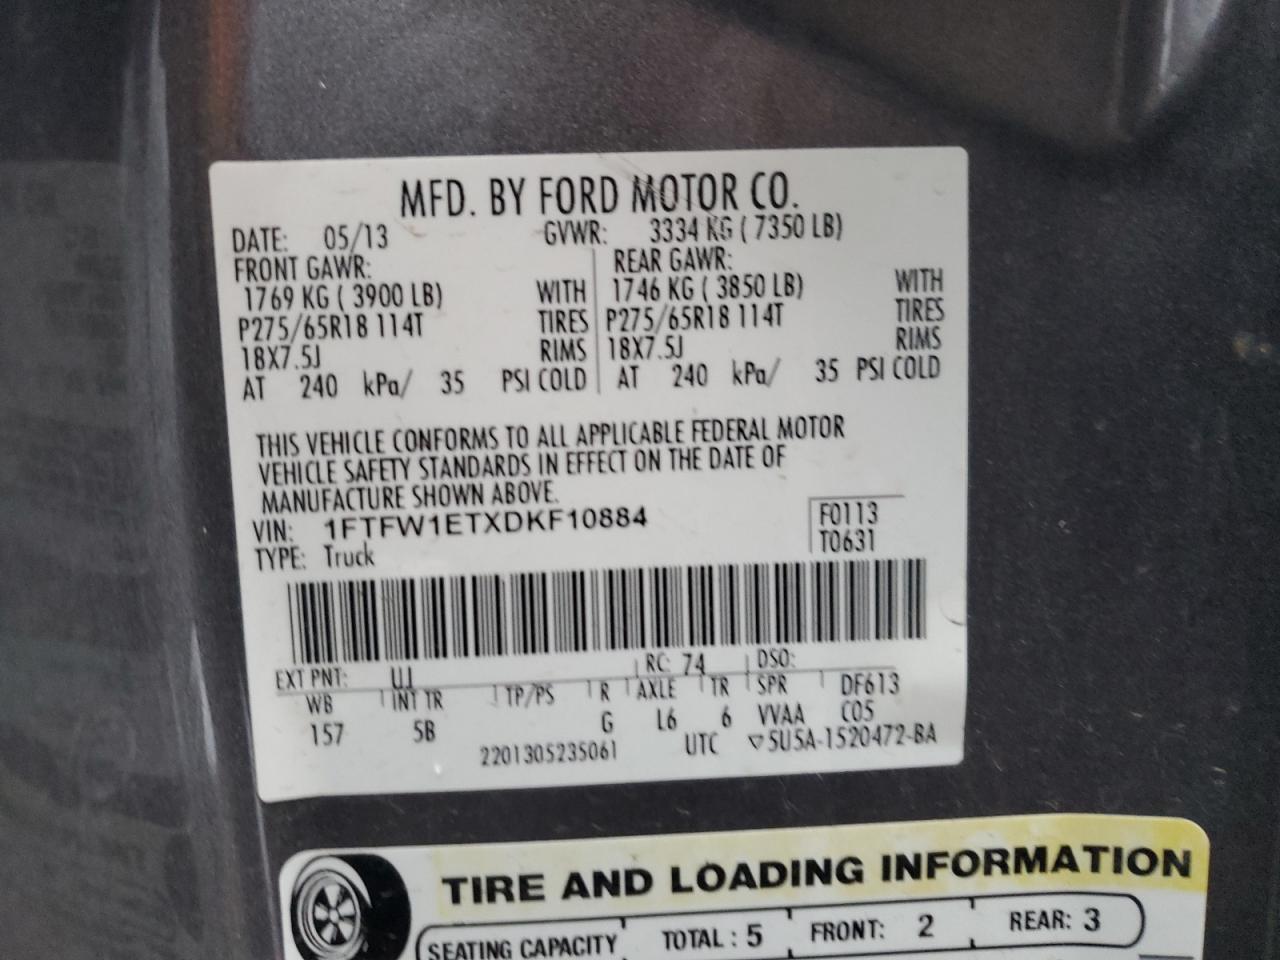 MFD. BY FORD MOTOR CO.
DATE: 05/13 GVWR: 3334 KG ( 7350 LB)
FRONT GAWR: REAR GAWR:
1769 KG ( 3900 LB) WITH 1746 KG ( 3850 LB) WITH
P275/65R18 114T TIRES P275/65R18 114T TIRES
18X7.5J RIMS 18X7.5J RIMS
AT 240 kPa/ 35 PSI COLD AT 240 kPa/ 35 PSI COLD
THIS VEHICLE CONFORMS TO ALL APPLICABLE FEDERAL MOTOR
VEHICLE SAFETY STANDARDS IN EFFECT ON THE DATE OF
MANUFACTURE SHOWN ABOVE.
VIN: 1FTFW1ETXDKF10884 F0113
TYPE: Truck T0631
EXT PNT: UJ RC: 74 DSO:
WB INT TR TP/PS R AXLE TR SPR DF613
157 5B G L6 6 VVAA C05
2201305235061 UTC ▽5U5A-1520472-BA
TIRE AND LOADING INFORMATION
SEATING CAPACITY TOTAL : 5 FRONT: 2 REAR: 3